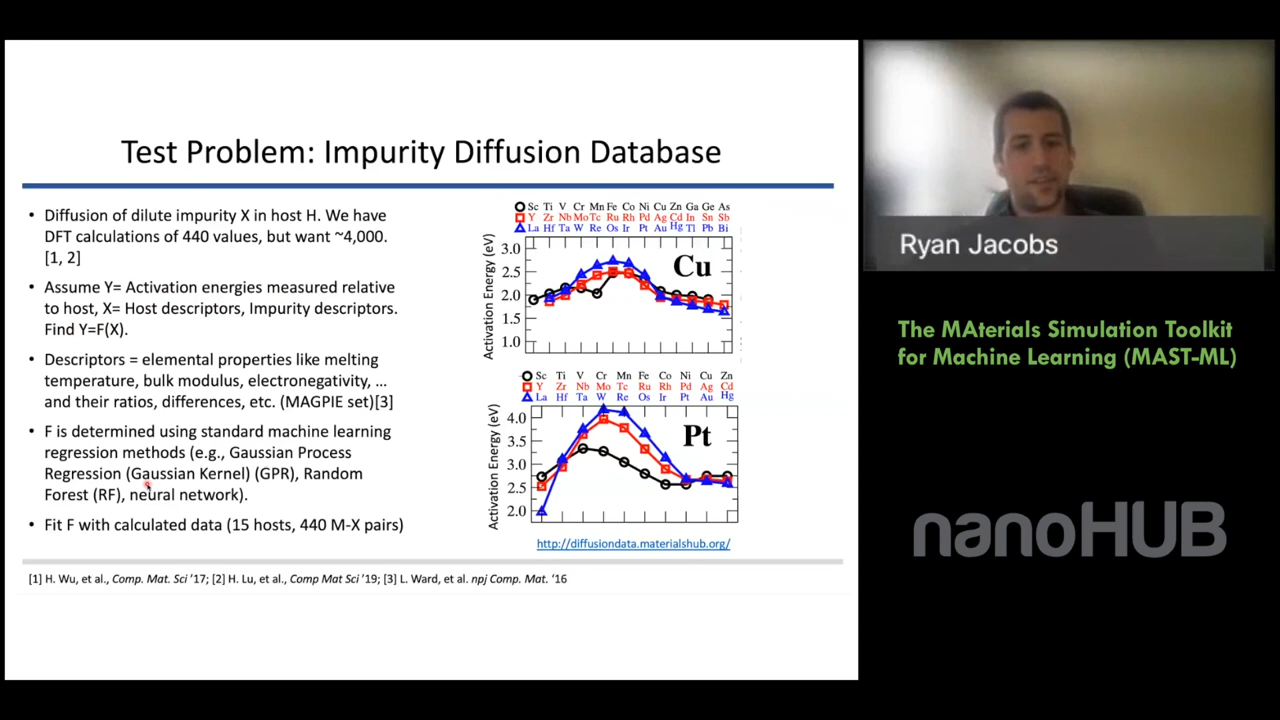 Test Problem: Impurity Diffusion Database
• Diffusion of dilute impurity X in host H. We have
DFT calculations of 440 values, but want ~4,000.
[1, 2]
• Assume Y= Activation energies measured relative
to host, X= Host descriptors, Impurity descriptors.
Find Y=F(X).
• Descriptors = elemental properties like melting
temperature, bulk modulus, electronegativity, …
and their ratios, differences, etc. (MAGPIE set)[3]
• F is determined using standard machine learning
regression methods (e.g., Gaussian Process
Regression (Gaussian Kernel) (GPR), Random
Forest (RF), neural network).
• Fit F with calculated data (15 hosts, 440 M-X pairs)
Sc Ti V Cr Mn Fe Co Ni Cu Zn Ga Ge As
Y Zr Nb Mo Tc Ru Rh Pd Ag Cd In Sn Sb
La Hf Ta W Re Os Ir Pt Au Hg Tl Pb Bi
Activation Energy (eV)
3.0
2.5
2.0
1.5
1.0
Cu
Sc Ti V Cr Mn Fe Co Ni Cu Zn
Y Zr Nb Mo Tc Ru Rh Pd Ag Cd
La Hf Ta W Re Os Ir Pt Au Hg
Activation Energy (eV)
4.0
3.5
3.0
2.5
2.0
Pt
http://diffusiondata.materialshub.org/
[1] H. Wu, et al., Comp. Mat. Sci '17; [2] H. Lu, et al., Comp Mat Sci '19; [3] L. Ward, et al. npj Comp. Mat. '16
Ryan Jacobs
The MAterials Simulation Toolkit
for Machine Learning (MAST-ML)
nanoHUB